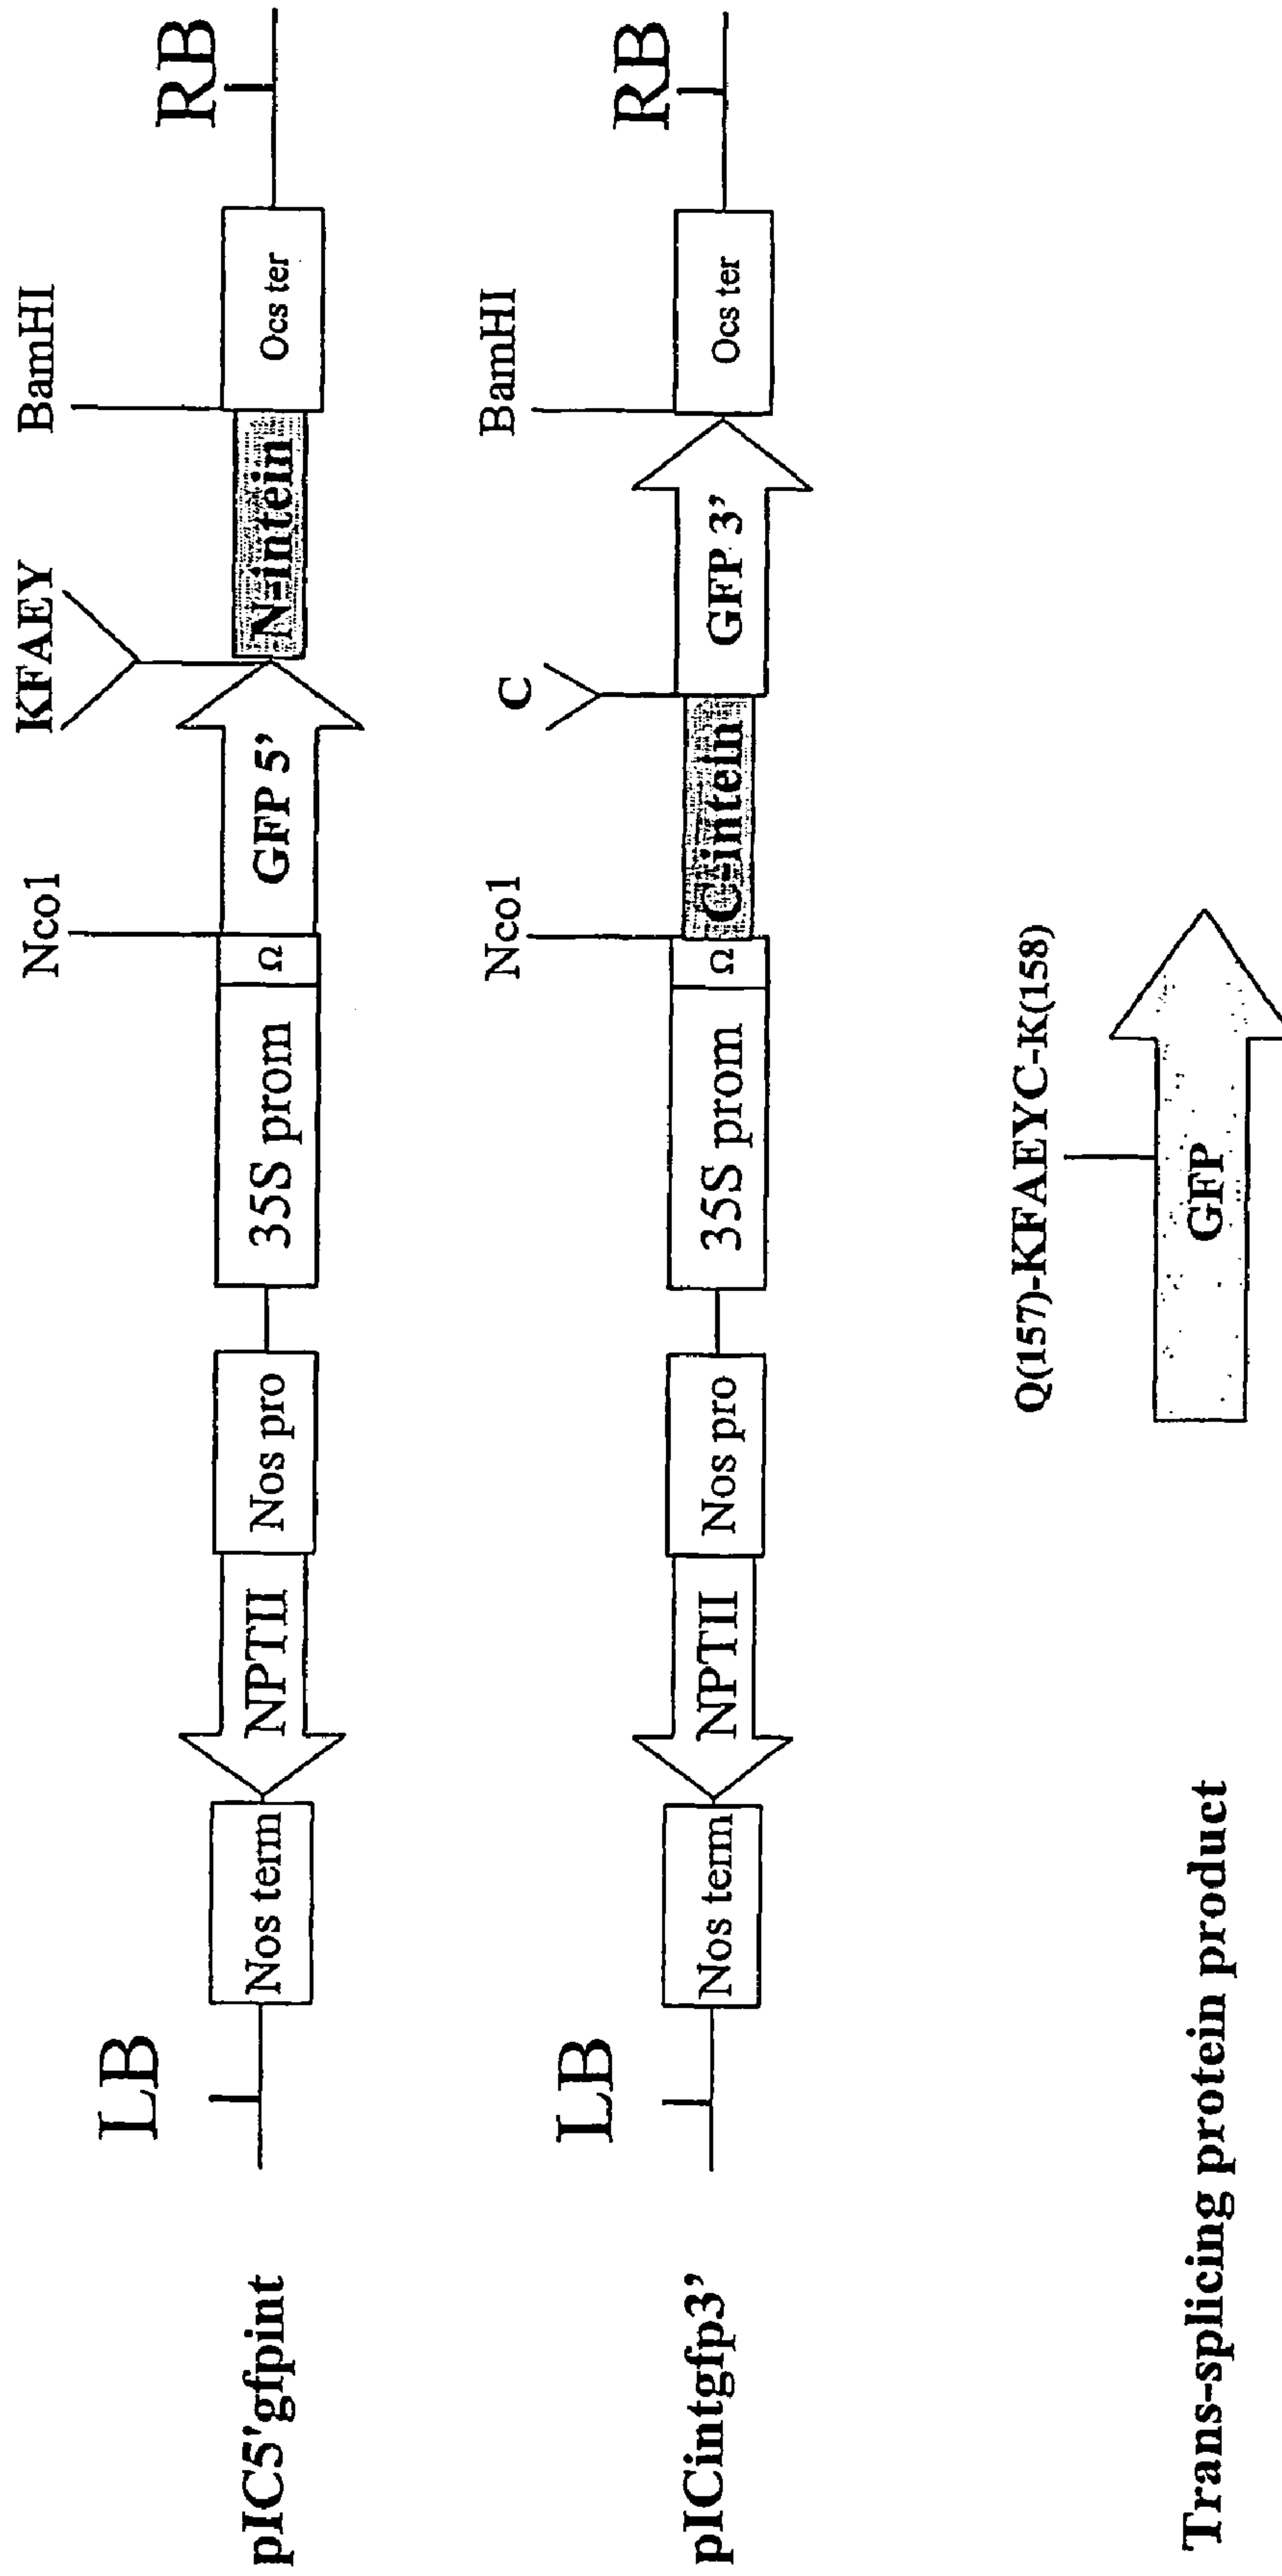 pIC5'gfpint
LB
Nos term
NPTII
Nos pro
35S prom
Ω
Nco1
GFP 5’
KFAEY
N-intein
BamHI
Ocs ter
RB
pICintgfp3’
LB
Nos term
NPTII
Nos pro
35S prom
Ω
Nco1
C-intein
C
GFP 3’
BamHI
Ocs ter
RB
Trans-splicing protein product
Q(157)-KFAEYC-K(158)
GFP